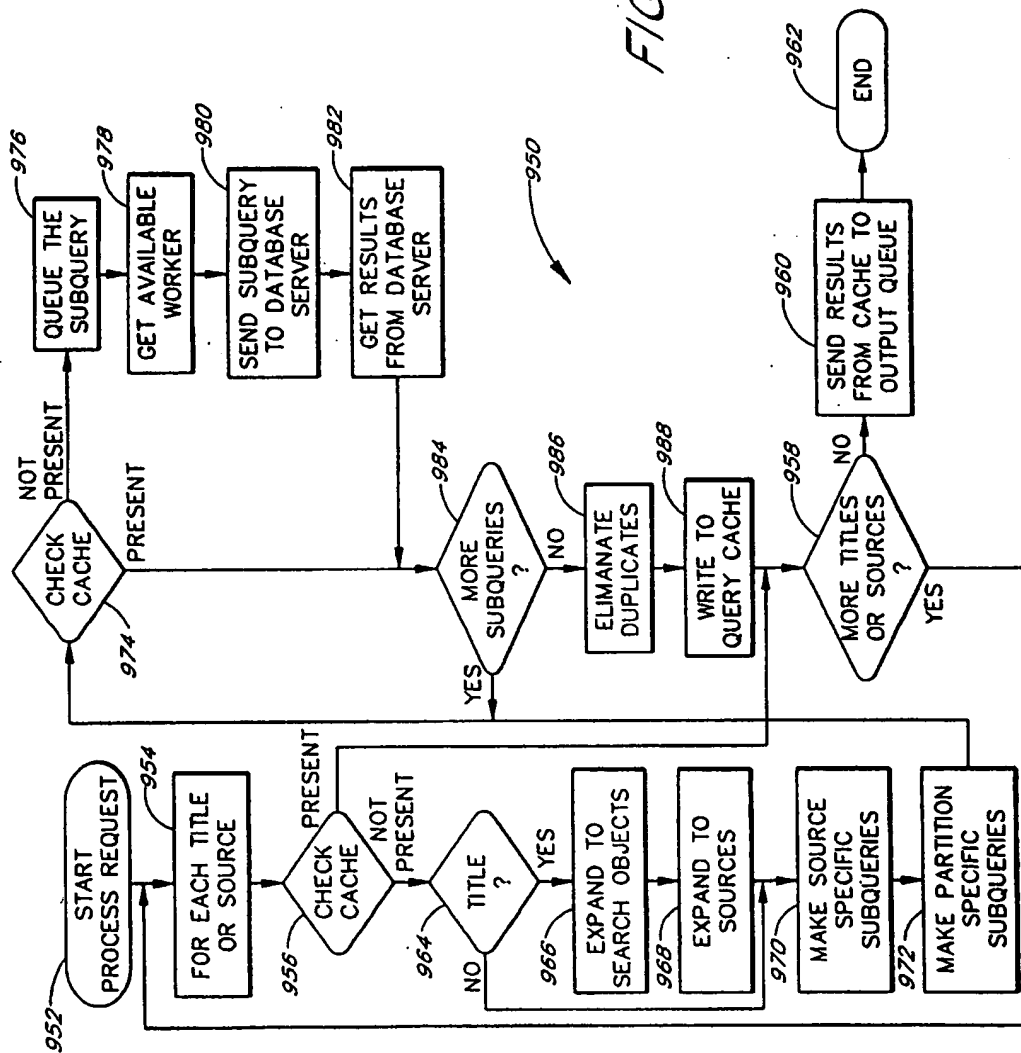 952
START
PROCESS REQUEST
954
FOR EACH TITLE
OR SOURCE
956
CHECK
CACHE
PRESENT
NOT
PRESENT
964
TITLE
?
NO
YES
966
EXPAND TO
SEARCH OBJECTS
968
EXPAND TO
SOURCES
970
MAKE SOURCE
SPECIFIC
SUBQUERIES
972
MAKE PARTITION
SPECIFIC
SUBQUERIES
974
CHECK
CACHE
NOT
PRESENT
PRESENT
976
QUEUE THE
SUBQUERY
978
GET AVAILABLE
WORKER
980
SEND SUBQUERY
TO DATABASE
SERVER
982
GET RESULTS
FROM DATABASE
SERVER
984
MORE
SUBQUERIES
?
YES
NO
986
ELIMANATE
DUPLICATES
988
WRITE TO
QUERY CACHE
958
MORE TITLES
OR SOURCES
?
NO
YES
960
SEND RESULTS
FROM CACHE TO
OUTPUT QUEUE
962
END
950